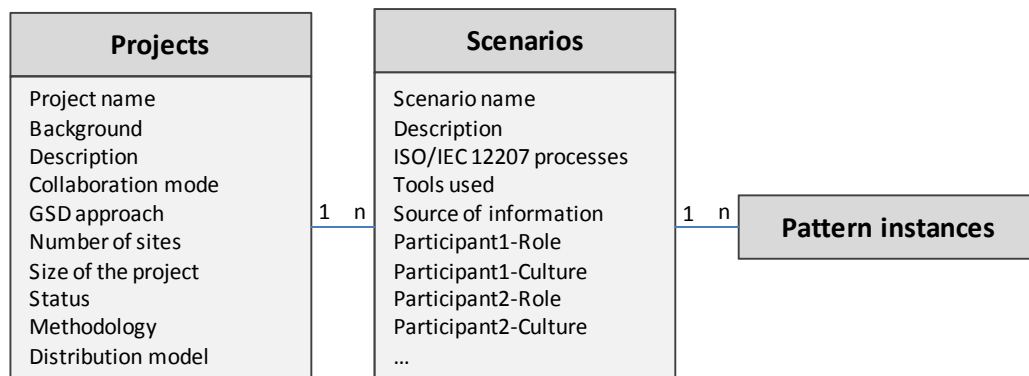 Projects
Project name
Background
Description
Collaboration mode
GSD approach
Number of sites
Size of the project
Status
Methodology
Distribution model
1 n
Scenarios
Scenario name
Description
ISO/IEC 12207 processes
Tools used
Source of information
Participant1-Role
Participant1-Culture
Participant2-Role
Participant2-Culture
...
1 n
Pattern instances